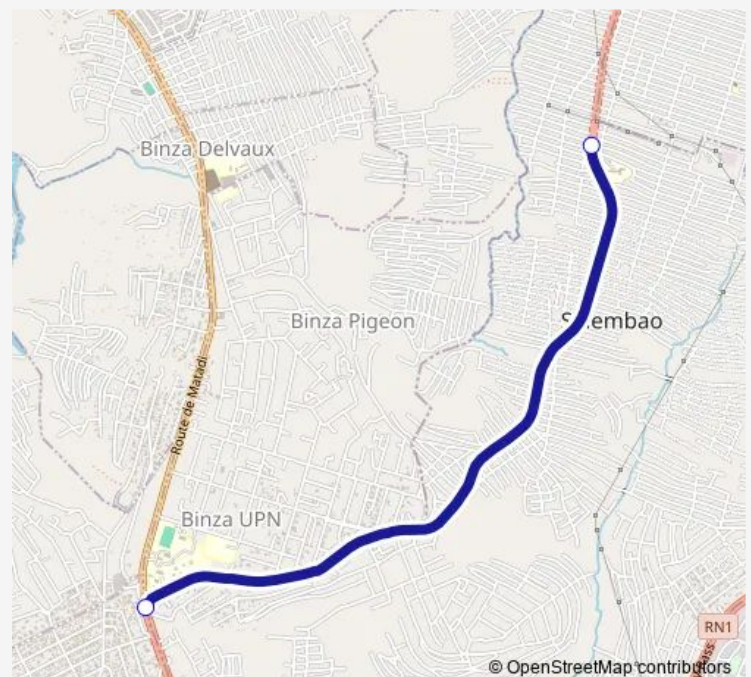 Binza Delvaux
Binza Pigeon
Route de Matadi
Binza UPN
RN1
© OpenStreetMap contributors